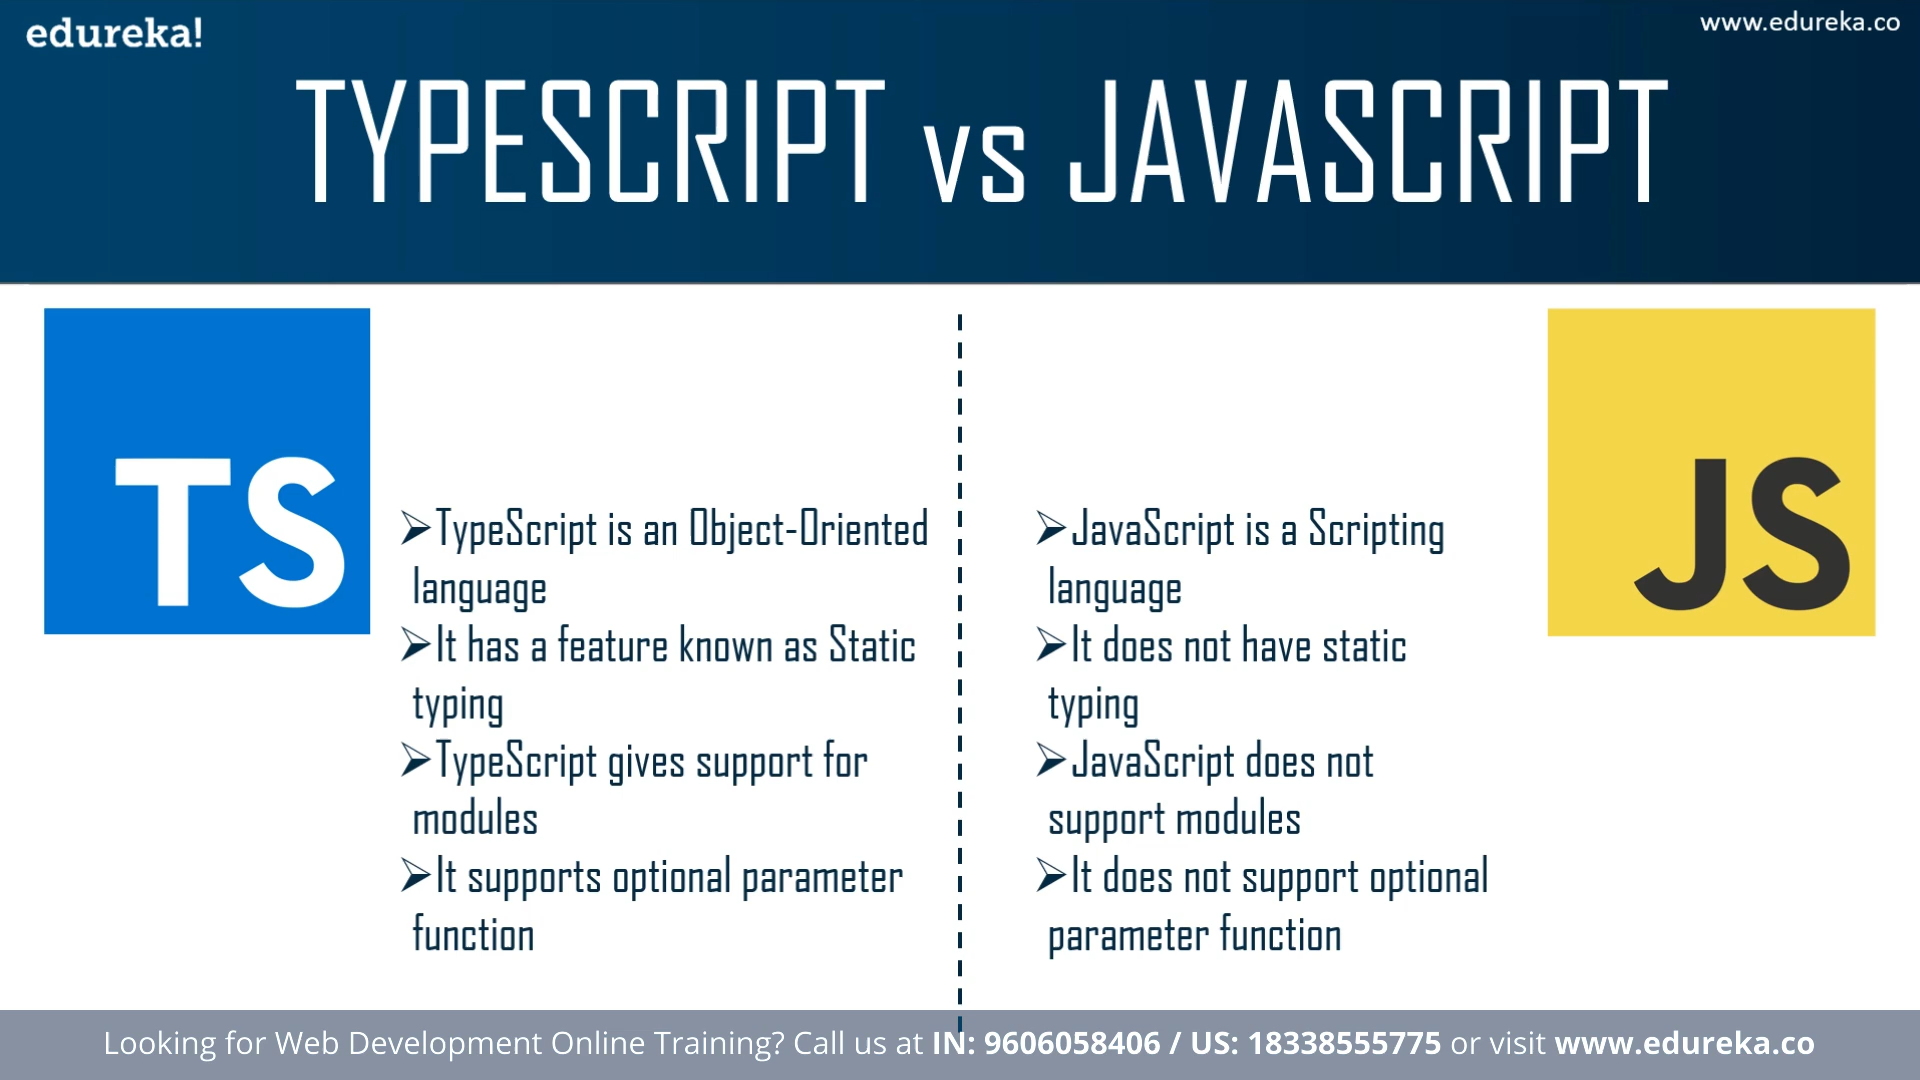 edureka!
www.edureka.co
TYPESCRIPT vs JAVASCRIPT
TS
➢TypeScript is an Object-Oriented
language
➢It has a feature known as Static
typing
➢TypeScript gives support for
modules
➢It supports optional parameter
function
➢JavaScript is a Scripting
language
➢It does not have static
typing
➢JavaScript does not
support modules
➢It does not support optional
parameter function
JS
Looking for Web Development Online Training? Call us at IN: 9606058406 / US: 18338555775 or visit www.edureka.co